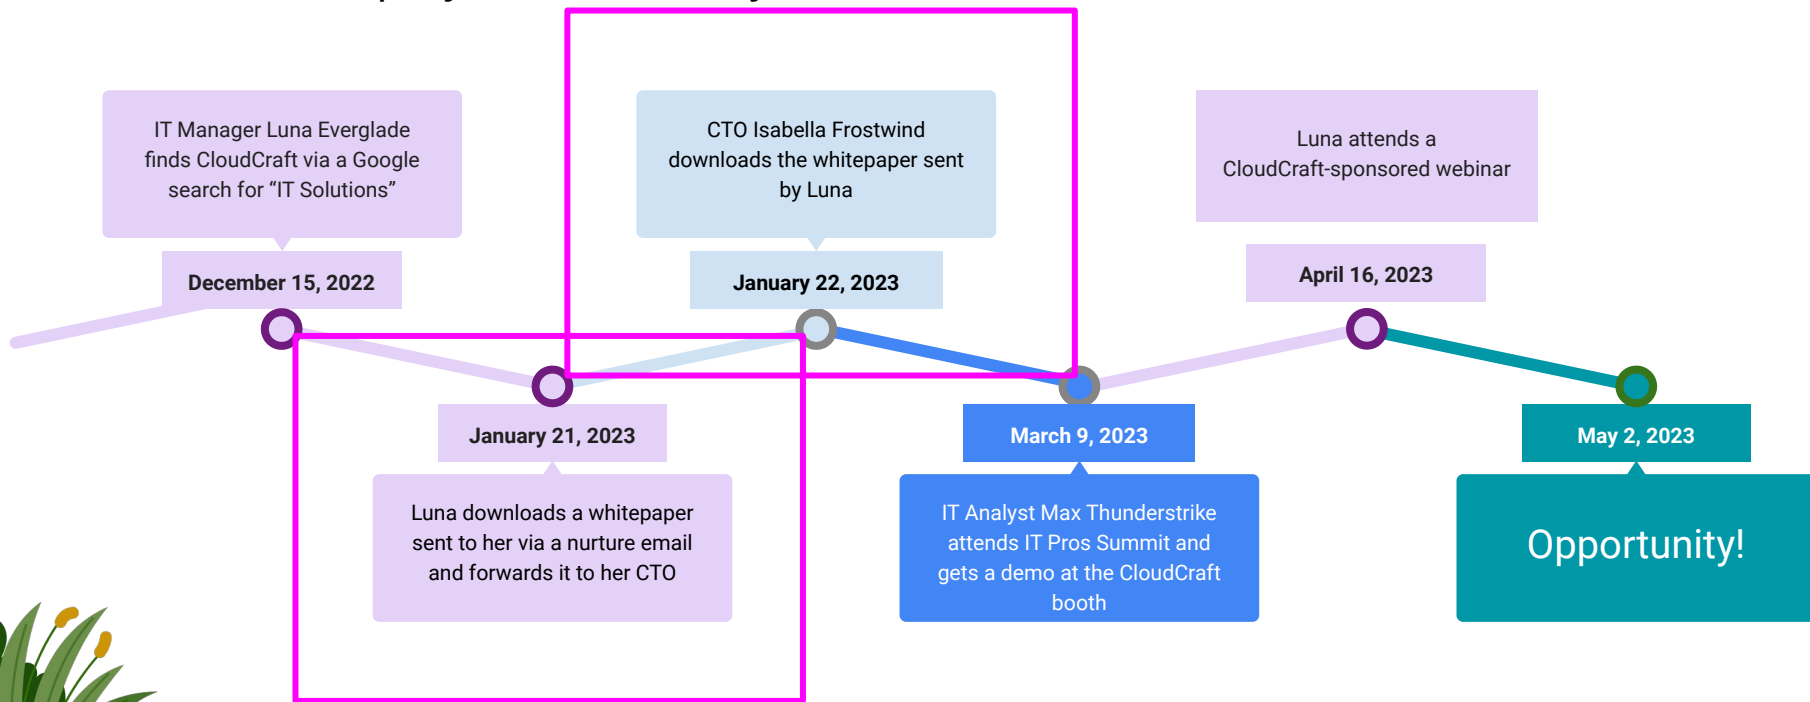 IT Manager Luna Everglade
finds CloudCraft via a Google
search for “IT Solutions”
December 15, 2022
January 21, 2023
Luna downloads a whitepaper
sent to her via a nurture email
and forwards it to her CTO
CTO Isabella Frostwind
downloads the whitepaper sent
by Luna
January 22, 2023
March 9, 2023
IT Analyst Max Thunderstrike
attends IT Pros Summit and
gets a demo at the CloudCraft
booth
Luna attends a
CloudCraft-sponsored webinar
April 16, 2023
May 2, 2023
Opportunity!